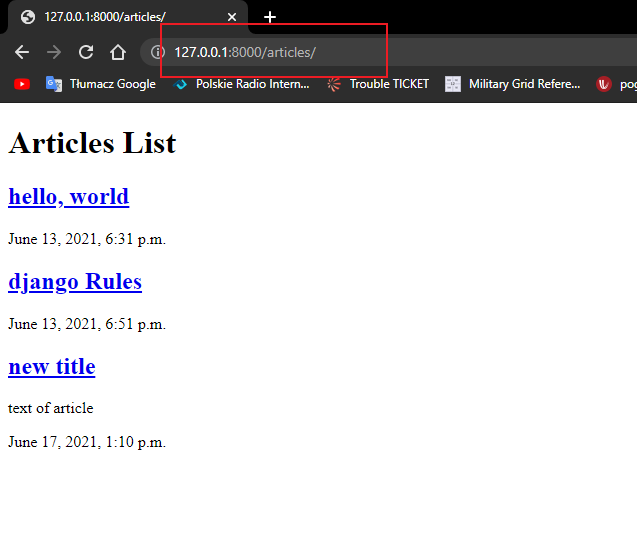 127.0.0.1:8000/articles/
127.0.0.1:8000/articles/
Tłumacz Google Polskie Radio Intern... Trouble TICKET Military Grid Refere... pog
Articles List
hello, world
June 13, 2021, 6:31 p.m.
django Rules
June 13, 2021, 6:51 p.m.
new title
text of article
June 17, 2021, 1:10 p.m.